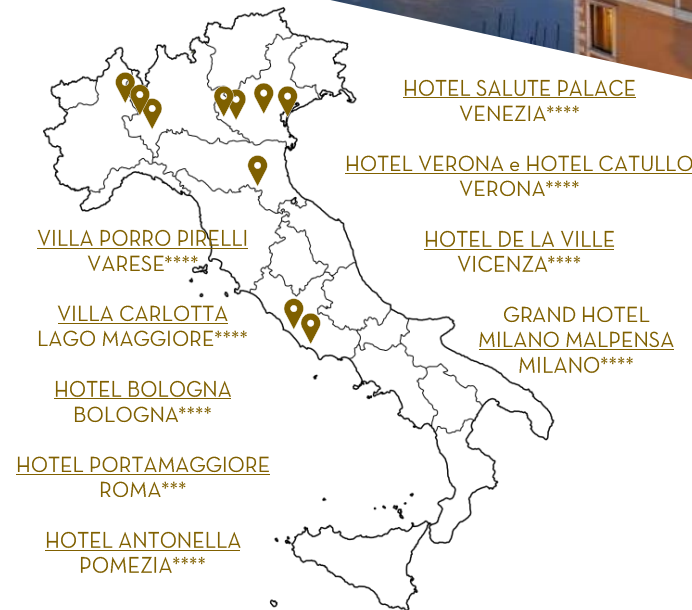 HOTEL SALUTE PALACE
VENEZIA****
HOTEL VERONA e HOTEL CATULLO
VERONA****
HOTEL DE LA VILLE
VICENZA****
GRAND HOTEL
MILANO MALPENSA
MILANO****
VILLA PORRO PIRELLI
VARESE****
VILLA CARLOTTA
LAGO MAGGIORE****
HOTEL BOLOGNA
BOLOGNA****
HOTEL PORTAMAGGIORE
ROMA***
HOTEL ANTONELLA
POMEZIA****